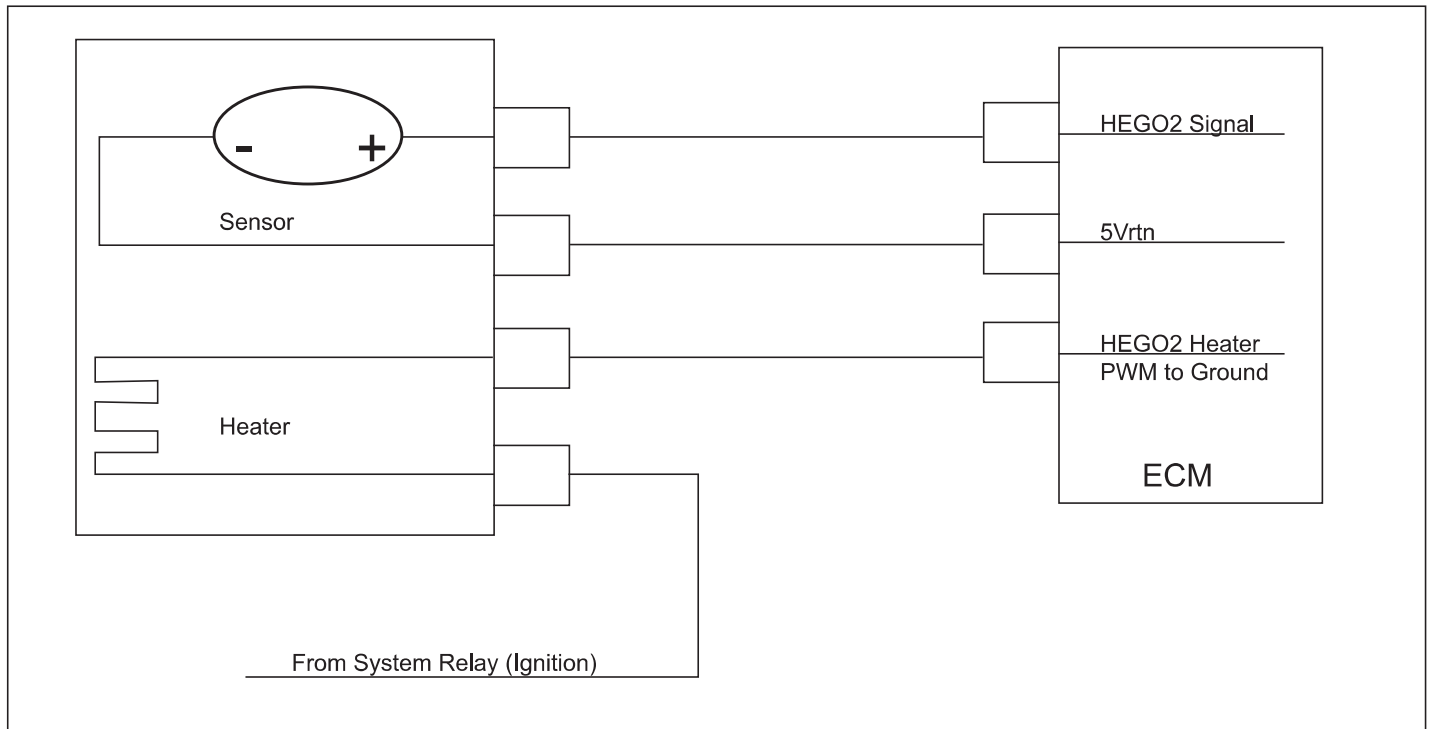 - +
Sensor
Heater
HEGO2 Signal
5Vrtn
HEGO2 Heater
PWM to Ground
ECM
From System Relay (Ignition)